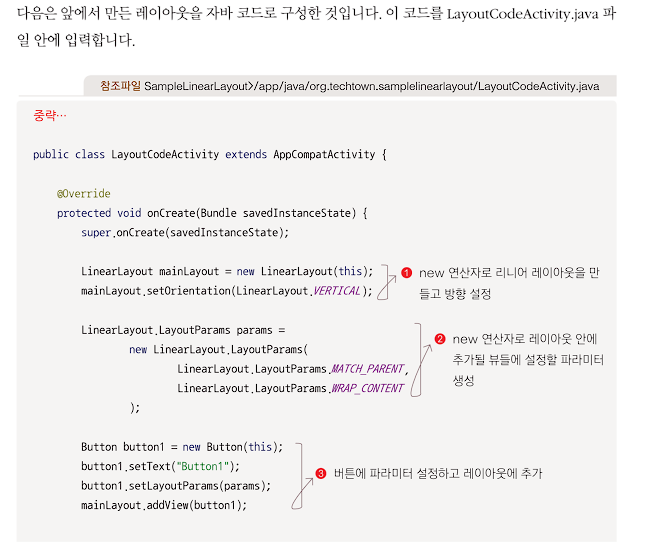 다음은 앞에서 만든 레이아웃을 자바 코드로 구성한 것입니다. 이 코드를 LayoutCodeActivity.java 파
일 안에 입력합니다.
참조파일 SampleLinearLayout>/app/java/org.techtown.samplelinearlayout/LayoutCodeActivity.java
중략…
public class LayoutCodeActivity extends AppCompatActivity {
@Override
protected void onCreate(Bundle savedInstanceState) {
super.onCreate(savedInstanceState);
LinearLayout mainLayout = new LinearLayout(this);
mainLayout.setOrientation(LinearLayout.VERTICAL);
❶ new 연산자로 리니어 레이아웃을 만
들고 방향 설정
LinearLayout.LayoutParams params =
new LinearLayout.LayoutParams(
LinearLayout.LayoutParams.MATCH_PARENT,
LinearLayout.LayoutParams.WRAP_CONTENT
);
❷ new 연산자로 레이아웃 안에
추가될 뷰들에 설정할 파라미터
생성
Button button1 = new Button(this);
button1.setText("Button1");
button1.setLayoutParams(params);
mainLayout.addView(button1);
❸ 버튼에 파라미터 설정하고 레이아웃에 추가